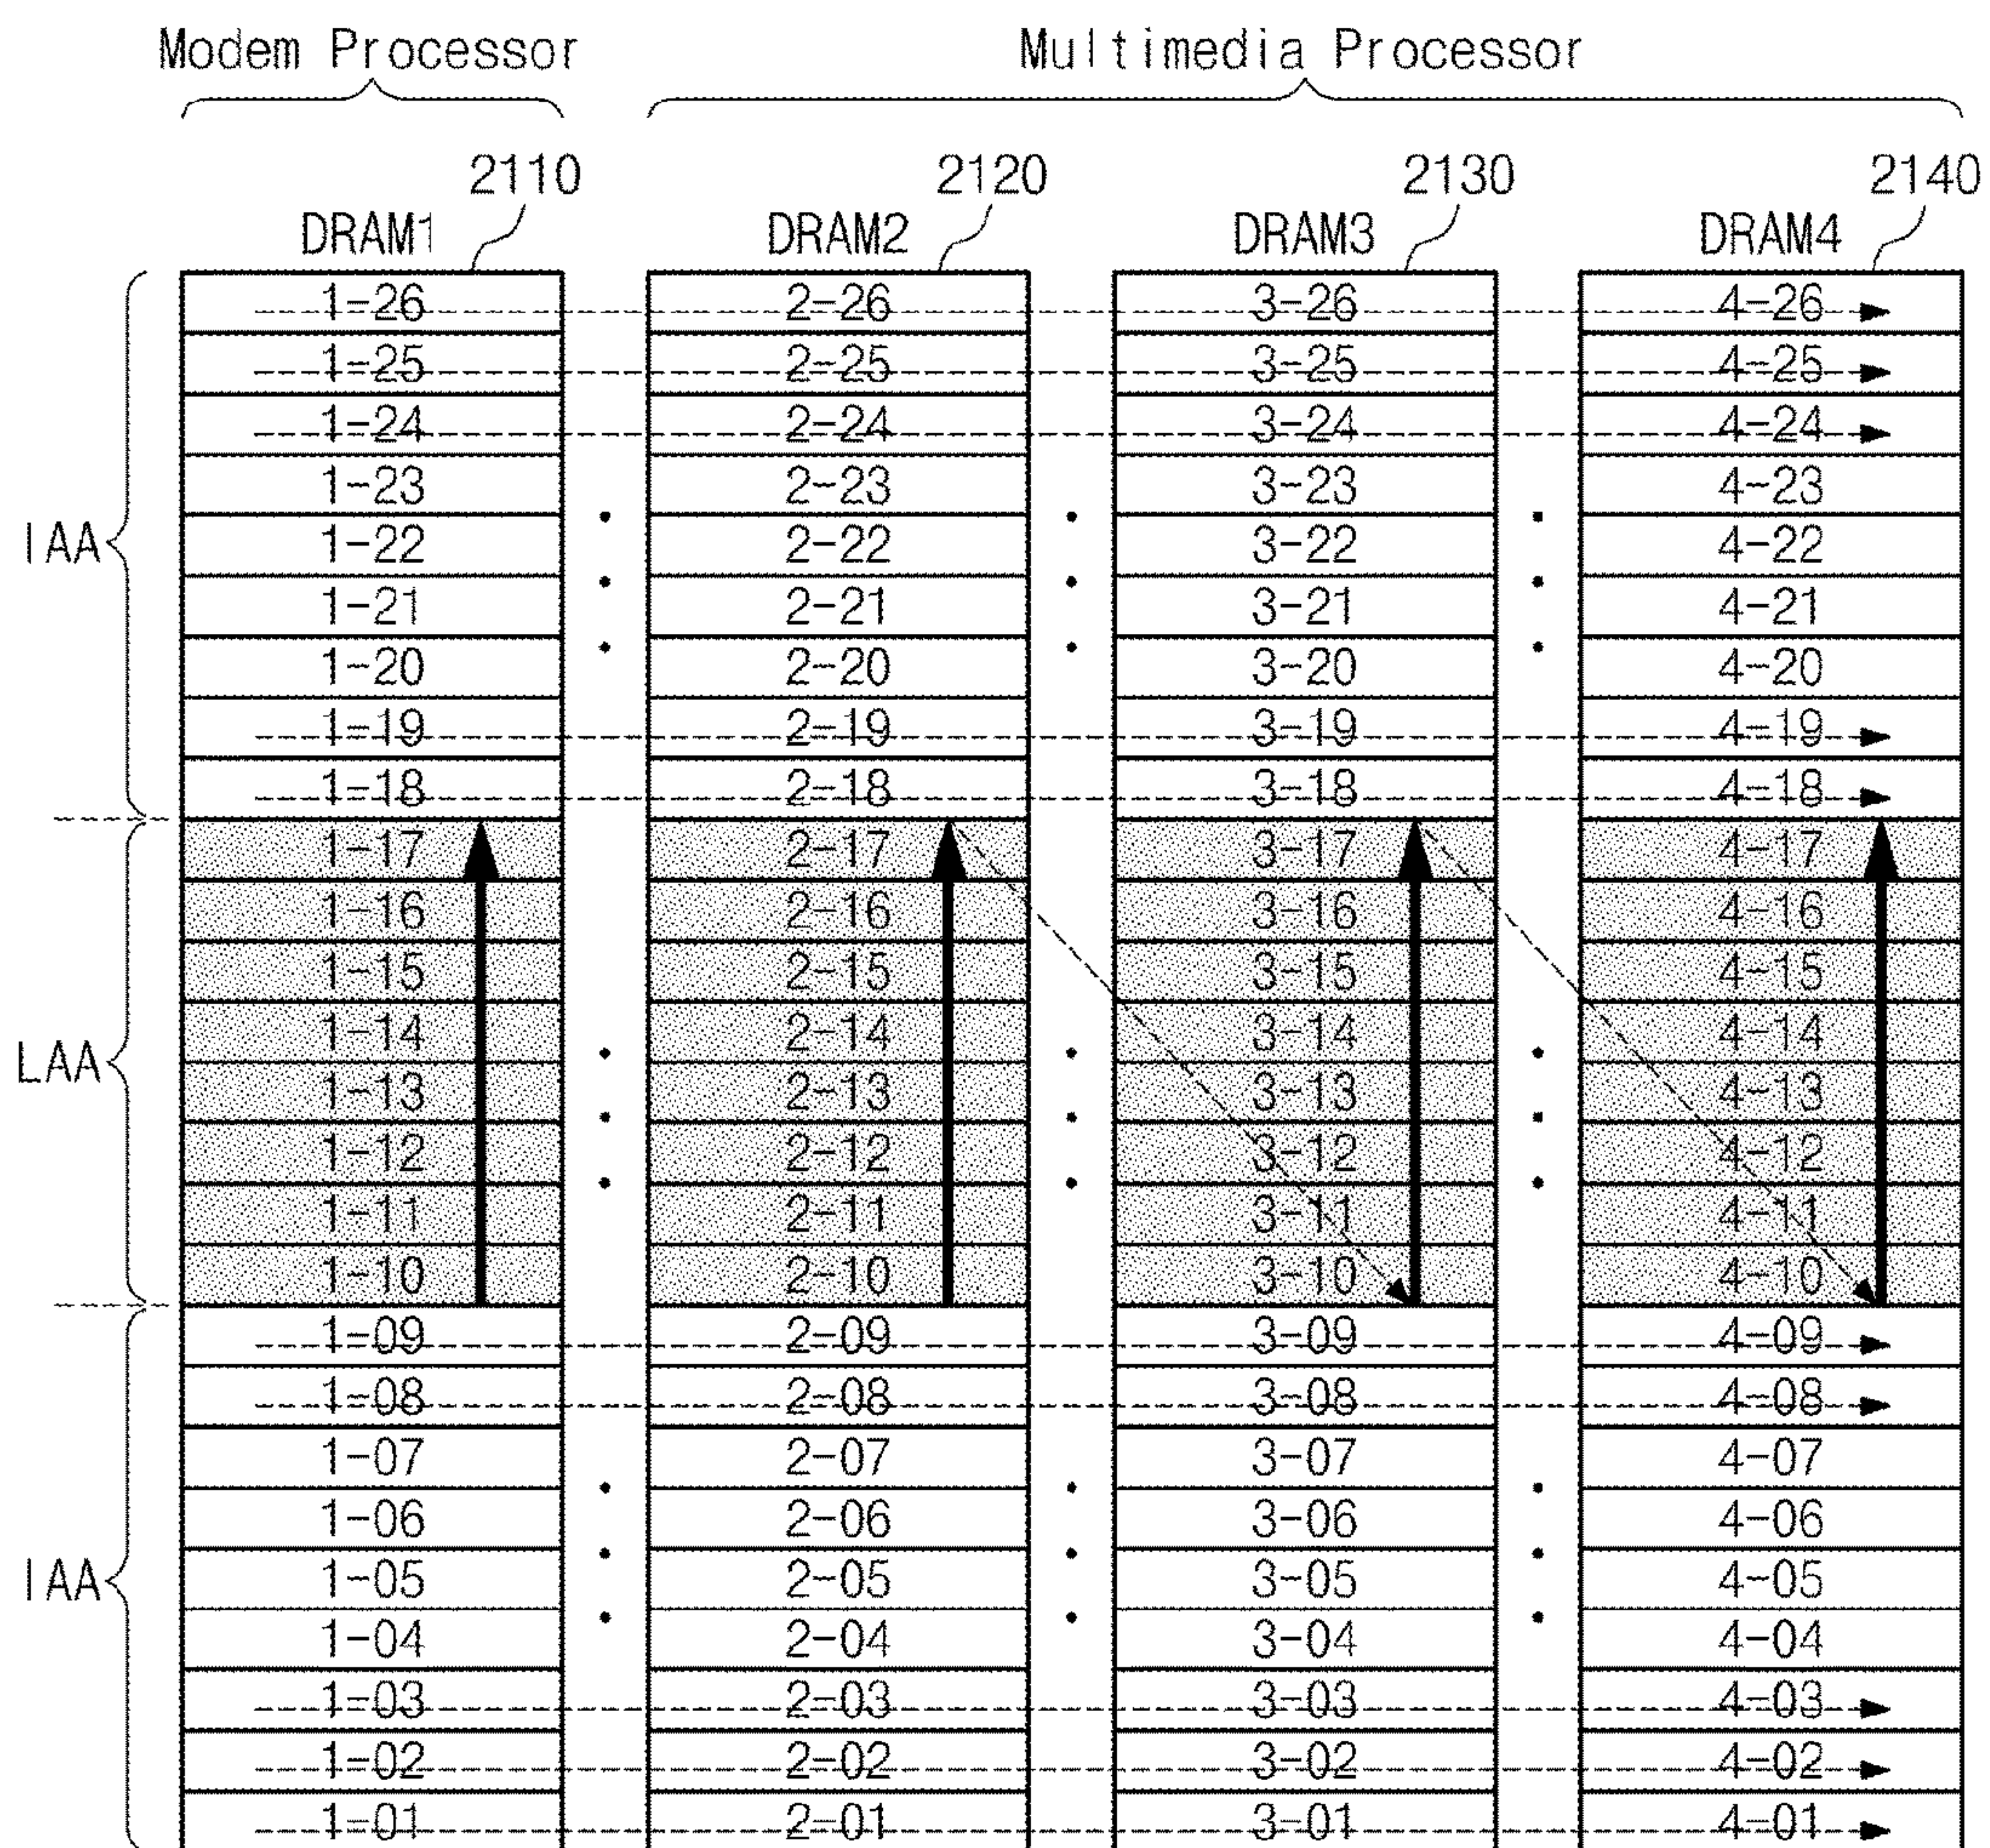 Modem Processor Multimedia Processor
2110 2120 2130 2140
DRAM1 DRAM2 DRAM3 DRAM4
1-26 2-26 3-26 4-26
1-25 2-25 3-25 4-25
1-24 2-24 3-24 4-24
1-23 2-23 3-23 4-23
IAA 1-22 2-22 3-22 4-22
1-21 2-21 3-21 4-21
1-20 2-20 3-20 4-20
1-19 2-19 3-19 4-19
1-18 2-18 3-18 4-18
1-17 2-17 3-17 4-17
1-16 2-16 3-16 4-16
1-15 2-15 3-15 4-15
1-14 2-14 3-14 4-14
LAA 1-13 2-13 3-13 4-13
1-12 2-12 3-12 4-12
1-11 2-11 3-11 4-11
1-10 2-10 3-10 4-10
1-09 2-09 3-09 4-09
1-08 2-08 3-08 4-08
1-07 2-07 3-07 4-07
1-06 2-06 3-06 4-06
IAA 1-05 2-05 3-05 4-05
1-04 2-04 3-04 4-04
1-03 2-03 3-03 4-03
1-02 2-02 3-02 4-02
1-01 2-01 3-01 4-01